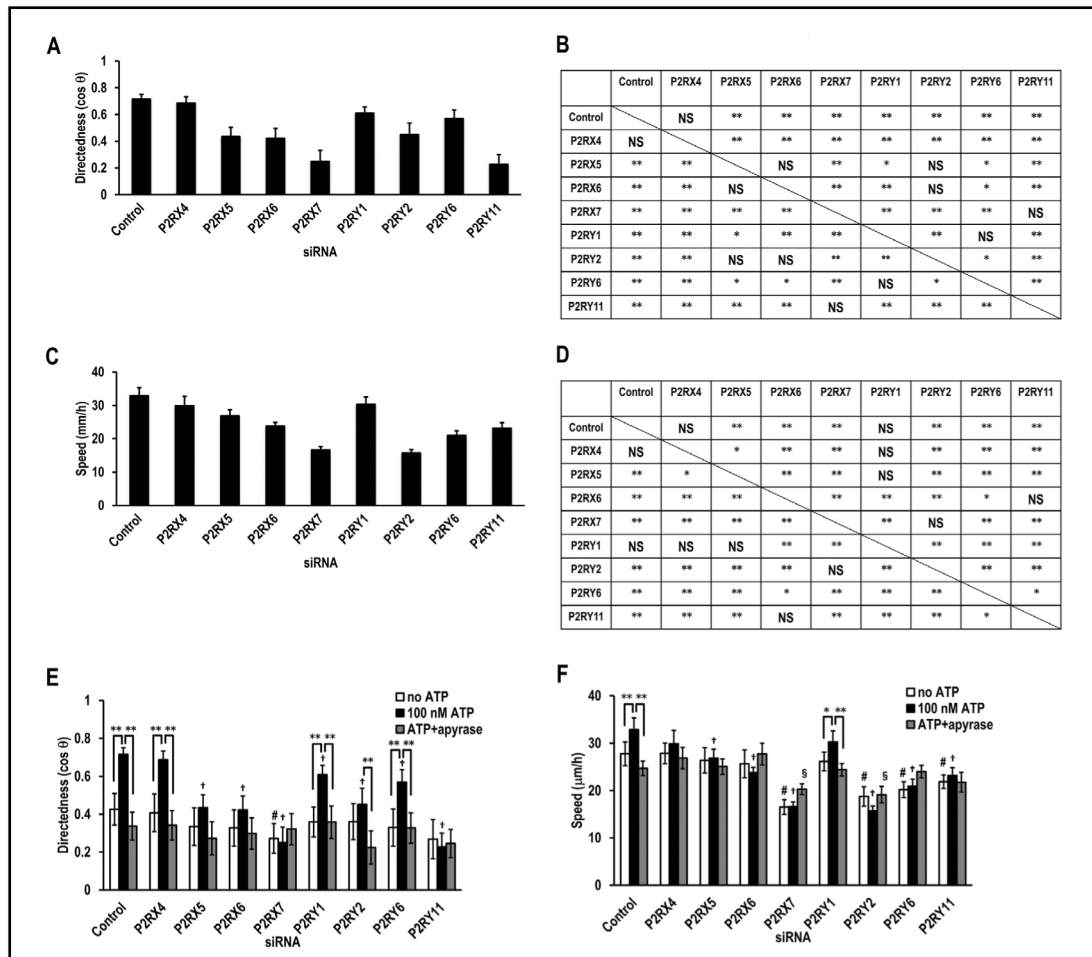 A
Directedness (cos θ)
1
0.8
0.6
0.4
0.2
0
Control P2RX4 P2RX5 P2RX6 P2RX7 P2RY1 P2RY2 P2RY6 P2RY11
siRNA
B
Control P2RX4 P2RX5 P2RX6 P2RX7 P2RY1 P2RY2 P2RY6 P2RY11
Control NS ** ** ** ** ** ** **
P2RX4 NS ** ** ** ** ** ** **
P2RX5 ** ** NS ** * NS * **
P2RX6 ** ** NS ** ** NS * **
P2RX7 ** ** ** ** ** ** ** NS
P2RY1 ** ** * ** ** ** NS **
P2RY2 ** ** NS NS ** ** * **
P2RY6 ** ** * * ** NS * **
P2RY11 ** ** ** ** NS ** ** **
C
Speed (mm/h)
40
30
20
10
0
Control P2RX4 P2RX5 P2RX6 P2RX7 P2RY1 P2RY2 P2RY6 P2RY11
siRNA
D
Control P2RX4 P2RX5 P2RX6 P2RX7 P2RY1 P2RY2 P2RY6 P2RY11
Control NS ** ** ** NS ** ** **
P2RX4 NS * ** ** NS ** ** **
P2RX5 ** * ** ** NS ** ** **
P2RX6 ** ** ** ** ** ** * NS
P2RX7 ** ** ** ** ** NS ** **
P2RY1 NS NS NS ** ** ** ** **
P2RY2 ** ** ** ** NS ** ** **
P2RY6 ** ** ** * ** ** ** *
P2RY11 ** ** ** NS ** ** ** *
E
Directedness (cos θ)
1
0.8
0.6
0.4
0.2
0
no ATP
100 nM ATP
ATP+apyrase
** ** ** ** † † # † ** ** † † ** ** ** † †
Control P2RX4 P2RX5 P2RX6 P2RX7 P2RY1 P2RY2 P2RY6 P2RY11
siRNA
F
Speed (μm/h)
40
20
0
no ATP
100 nM ATP
ATP+apyrase
** ** † † # † § * ** # † § # † # †
Control P2RX4 P2RX5 P2RX6 P2RX7 P2RY1 P2RY2 P2RY6 P2RY11
siRNA